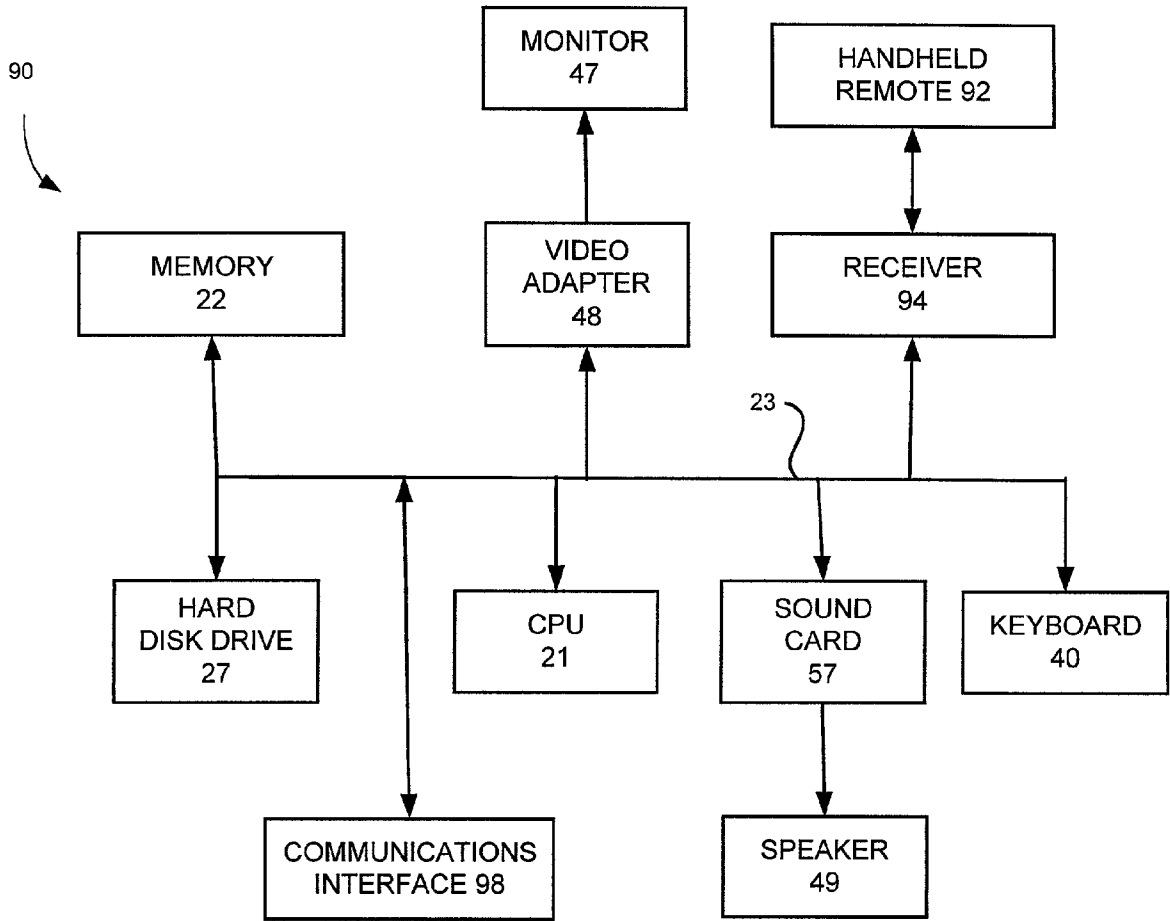 MONITOR
47
HANDHELD
REMOTE 92
90
MEMORY
22
VIDEO
ADAPTER
48
RECEIVER
94
23
HARD
DISK DRIVE
27
CPU
21
SOUND
CARD
57
KEYBOARD
40
COMMUNICATIONS
INTERFACE 98
SPEAKER
49